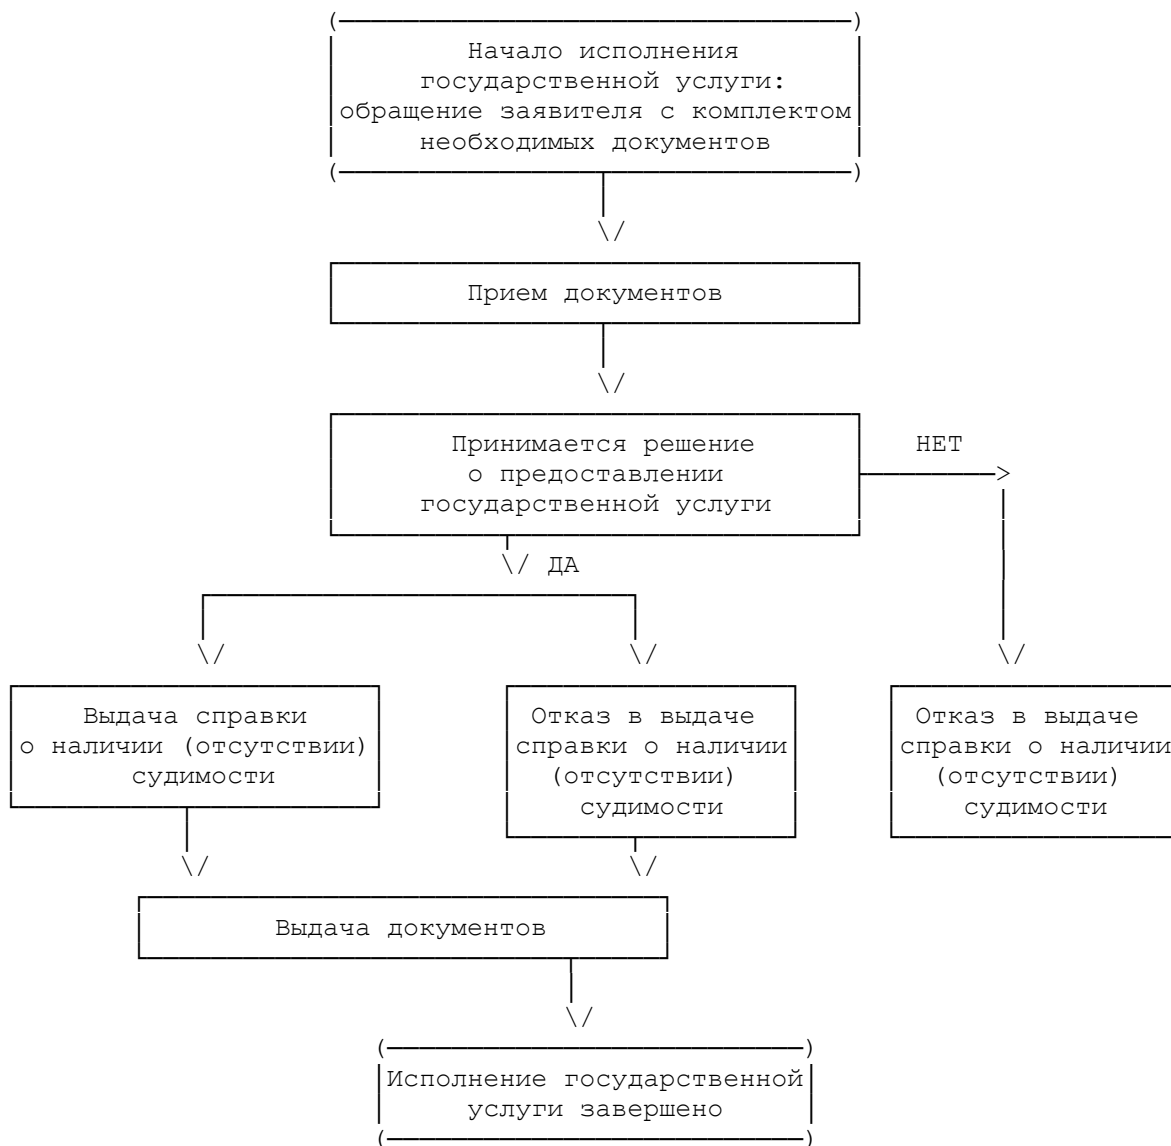 Начало исполнения
государственной услуги:
обращение заявителя с комплектом
необходимых документов
Прием документов
Принимается решение
о предоставлении
государственной услуги
НЕТ
ДА
Выдача справки
о наличии (отсутствии)
судимости
Отказ в выдаче
справки о наличии
(отсутствии)
судимости
Отказ в выдаче
справки о наличии
(отсутствии)
судимости
Выдача документов
Исполнение государственной
услуги завершено